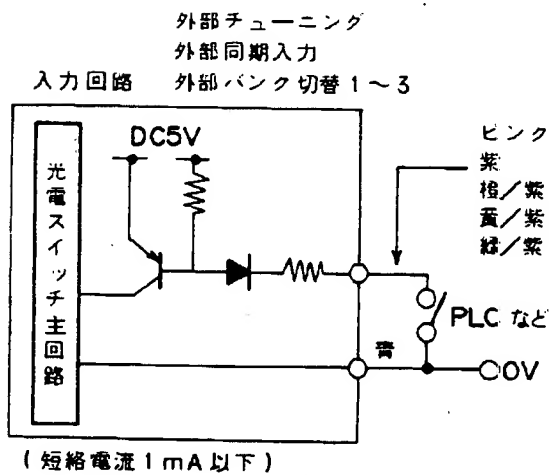 外部チューニング
外部同期入力
入力回路 外部バンク切替1〜3
DC5V
光電スイッチ主回路
ピンク
紫
橙/紫
黄/紫
緑/紫
PLCなど
青
0V
(短絡電流1mA以下)